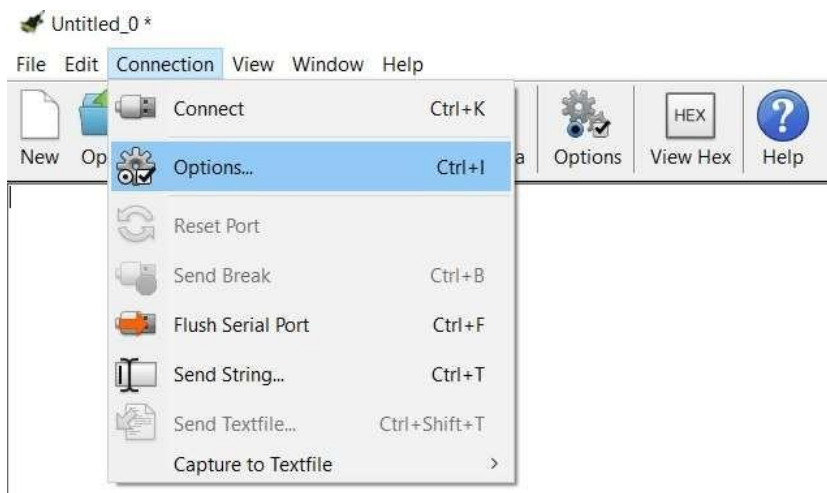 Untitled_0 *
File Edit Connection View Window Help
Connect Ctrl+K
Options... Ctrl+I
Reset Port
Send Break Ctrl+B
Flush Serial Port Ctrl+F
Send String... Ctrl+T
Send Textfile... Ctrl+Shift+T
Capture to Textfile >
New Op a Options View Hex Help
HEX